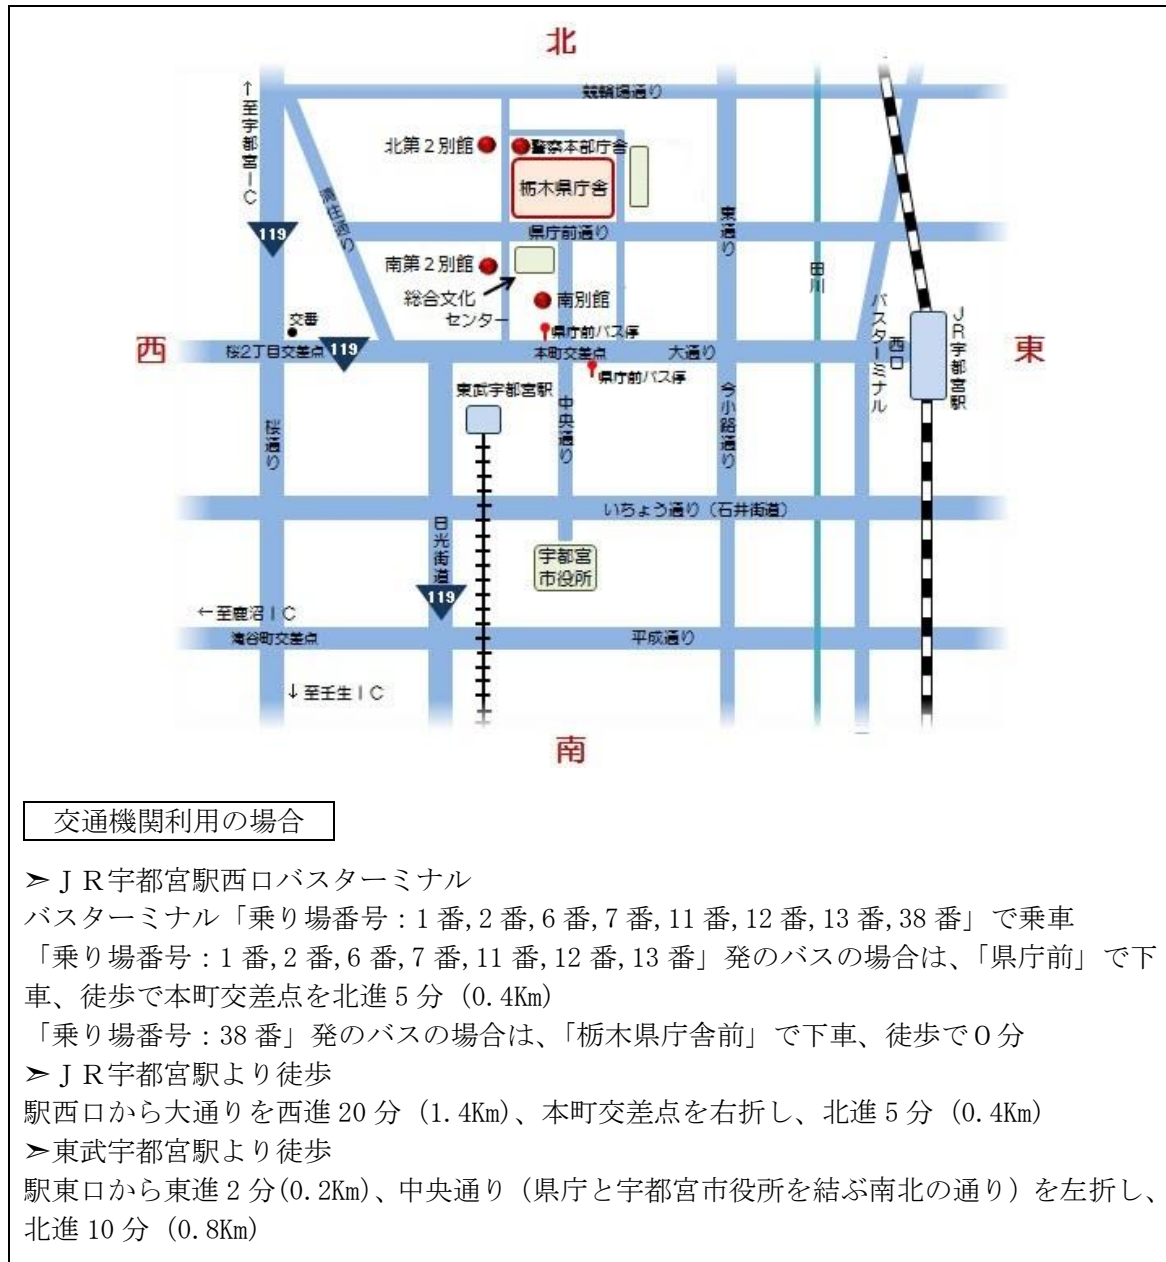 北
競輪場通り
↑至宇都宮IC
北第２別館
警察本部庁舎
栃木県庁舎
119
清住通り
県庁前通り
東通り
田川
南第２別館
総合文化
センター
南別館
交番
県庁前バス停
西
桜2丁目交差点
119
本町交差点
大通り
県庁前バス停
バスターミナル
西口
JR宇都宮駅
東
東武宇都宮駅
中央通り
今小路通り
桜通り
いちょう通り（石井街道）
日光街道
宇都宮
市役所
119
←至鹿沼IC
滝谷町交差点
平成通り
↓至壬生IC
南
交通機関利用の場合
➣ＪＲ宇都宮駅西口バスターミナル
バスターミナル「乗り場番号：1番,2番,6番,7番,11番,12番,13番,38番」で乗車
「乗り場番号：1番,2番,6番,7番,11番,12番,13番」発のバスの場合は、「県庁前」で下
車、徒歩で本町交差点を北進5分（0.4Km）
「乗り場番号：38番」発のバスの場合は、「栃木県庁舎前」で下車、徒歩で０分
➣ＪＲ宇都宮駅より徒歩
駅西口から大通りを西進20分（1.4Km）、本町交差点を右折し、北進5分（0.4Km）
➣東武宇都宮駅より徒歩
駅東口から東進2分(0.2Km)、中央通り（県庁と宇都宮市役所を結ぶ南北の通り）を左折し、
北進10分（0.8Km）